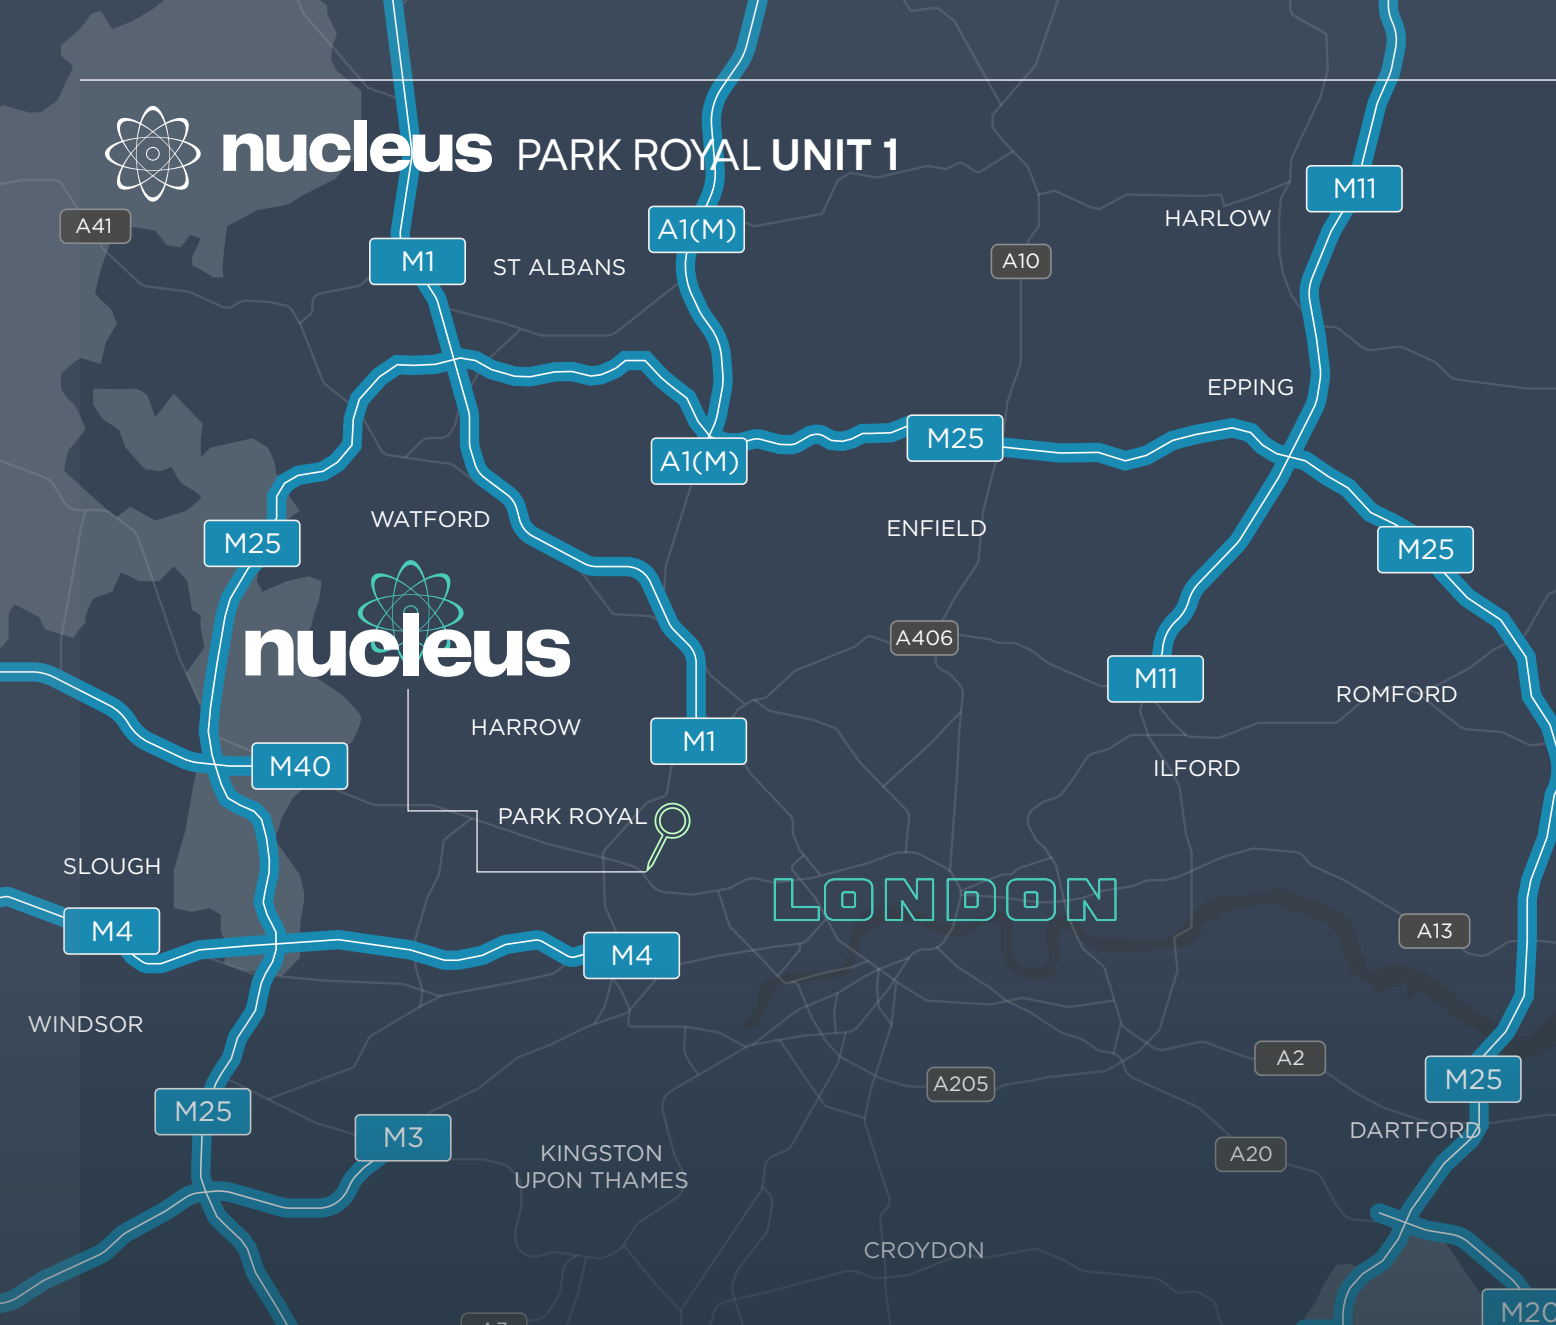 nucleus PARK ROYAL UNIT 1
M11
HARLOW
A41
A1(M)
M1
ST ALBANS
A10
EPPING
M25
A1(M)
WATFORD
ENFIELD
M25
M25
nucleus
A406
M11
ROMFORD
HARROW
M1
M40
ILFORD
PARK ROYAL
SLOUGH
LONDON
M4
A13
M4
WINDSOR
A2
M25
A205
M25
DARTFORD
M3
KINGSTON
UPON THAMES
A20
CROYDON
M20